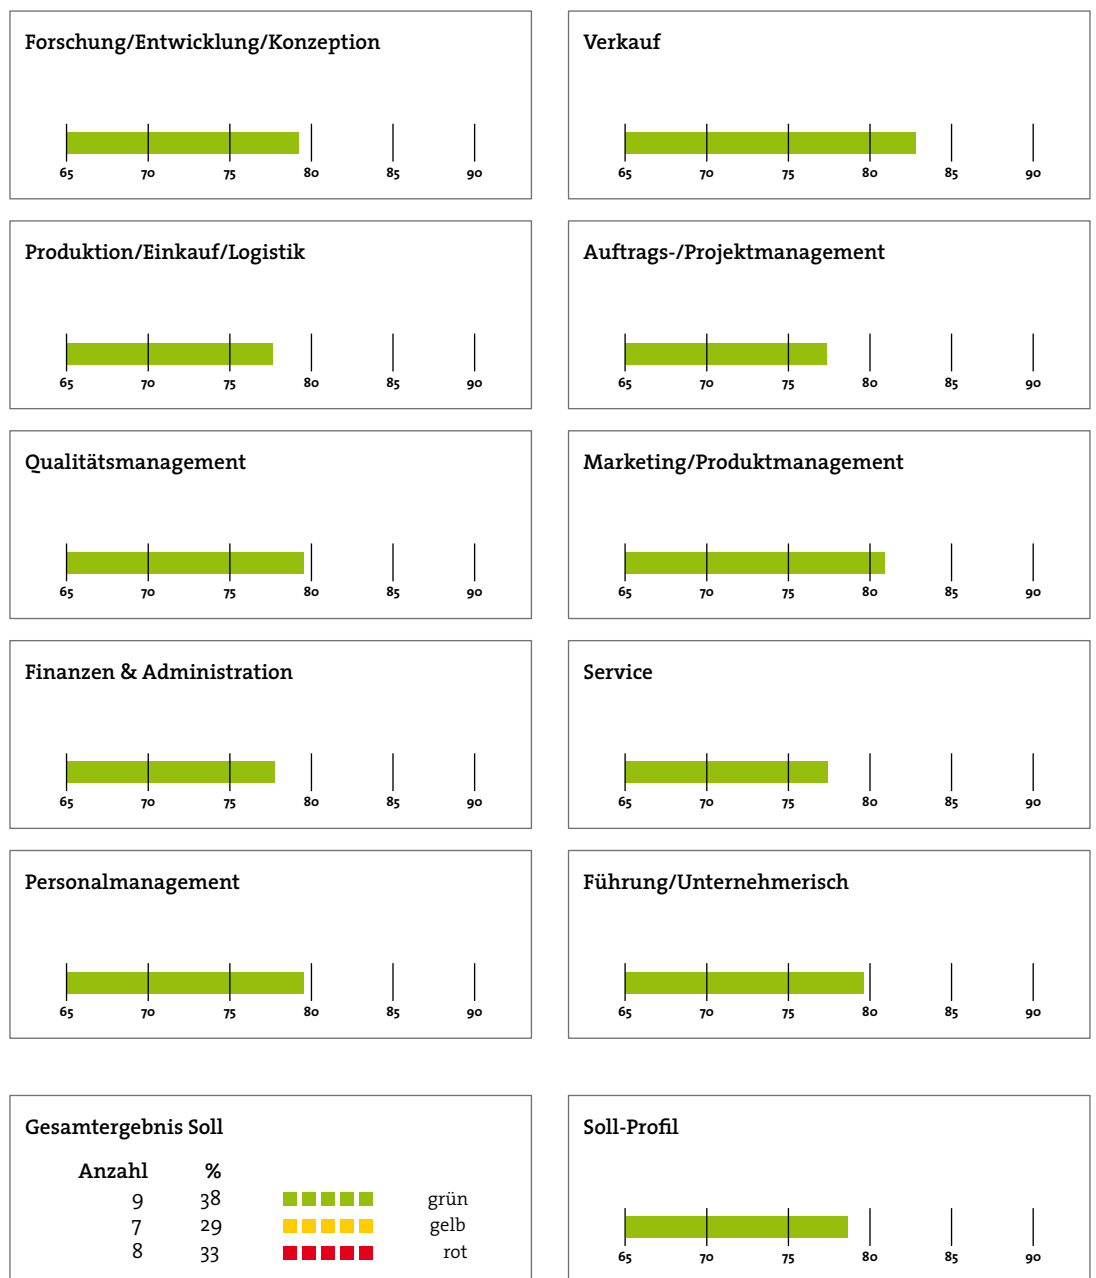 Forschung/Entwicklung/Konzeption
65 70 75 80 85 90
Verkauf
65 70 75 80 85 90
Produktion/Einkauf/Logistik
65 70 75 80 85 90
Auftrags-/Projektmanagement
65 70 75 80 85 90
Qualitätsmanagement
65 70 75 80 85 90
Marketing/Produktmanagement
65 70 75 80 85 90
Finanzen & Administration
65 70 75 80 85 90
Service
65 70 75 80 85 90
Personalmanagement
65 70 75 80 85 90
Führung/Unternehmerisch
65 70 75 80 85 90
Gesamtergebnis Soll
Anzahl %
9 38 grün
7 29 gelb
8 33 rot
Soll-Profil
65 70 75 80 85 90